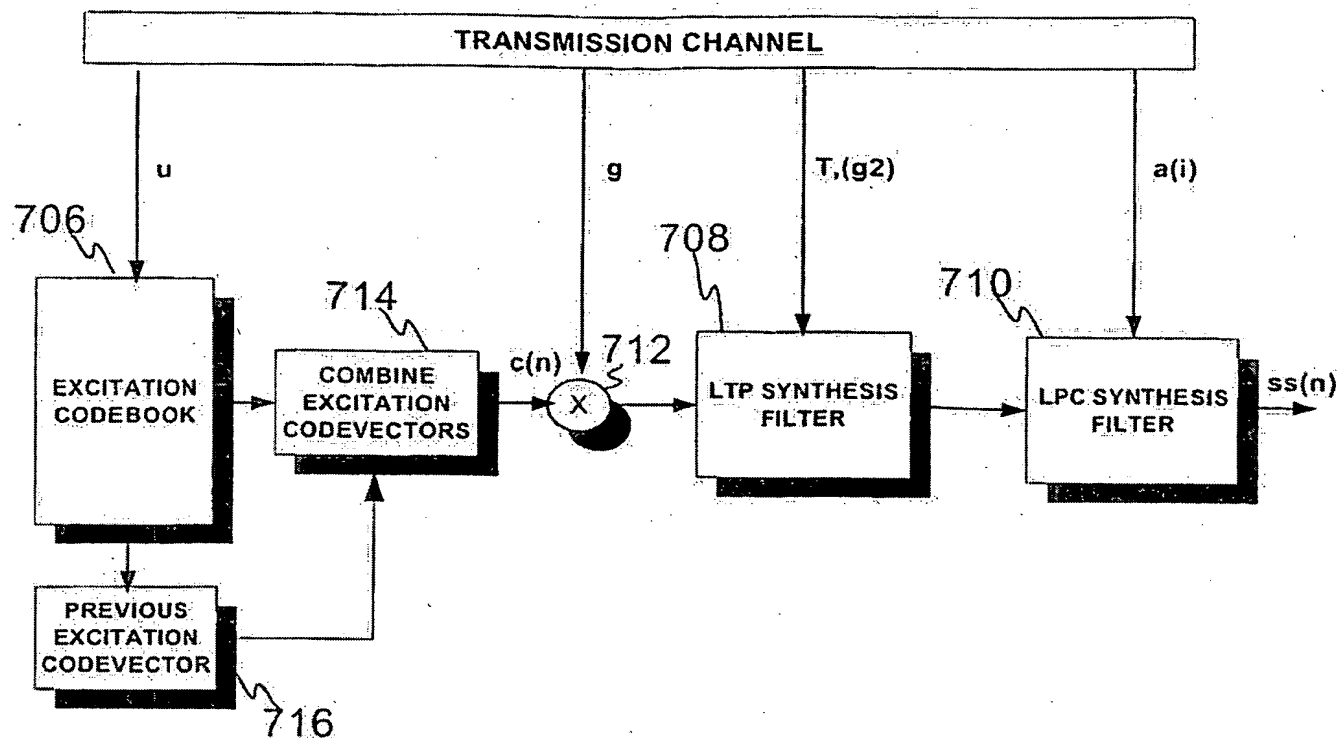 TRANSMISSION CHANNEL
u
g
T,(g2)
a(i)
706
714
708
710
712
EXCITATION
CODEBOOK
COMBINE
EXCITATION
CODEVECTORS
c(n)
X
LTP SYNTHESIS
FILTER
LPC SYNTHESIS
FILTER
ss(n)
PREVIOUS
EXCITATION
CODEVECTOR
716